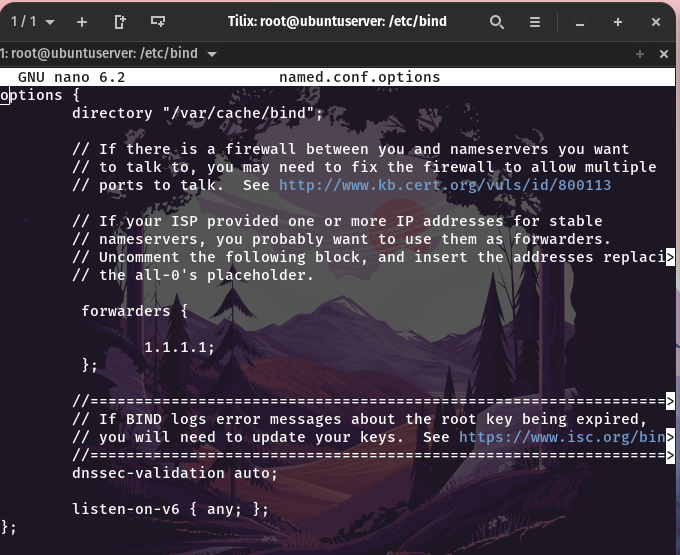 1 / 1
Tilix: root@ubuntuserver: /etc/bind
1: root@ubuntuserver: /etc/bind
GNU nano 6.2 named.conf.options
options {
directory "/var/cache/bind";
// If there is a firewall between you and nameservers you want
// to talk to, you may need to fix the firewall to allow multiple
// ports to talk.  See http://www.kb.cert.org/vuls/id/800113
// If your ISP provided one or more IP addresses for stable
// nameservers, you probably want to use them as forwarders.
// Uncomment the following block, and insert the addresses replaci>
// the all-0's placeholder.
forwarders {
1.1.1.1;
};
//================================================================>
// If BIND logs error messages about the root key being expired,
// you will need to update your keys.  See https://www.isc.org/bin>
//================================================================>
dnssec-validation auto;
listen-on-v6 { any; };
};